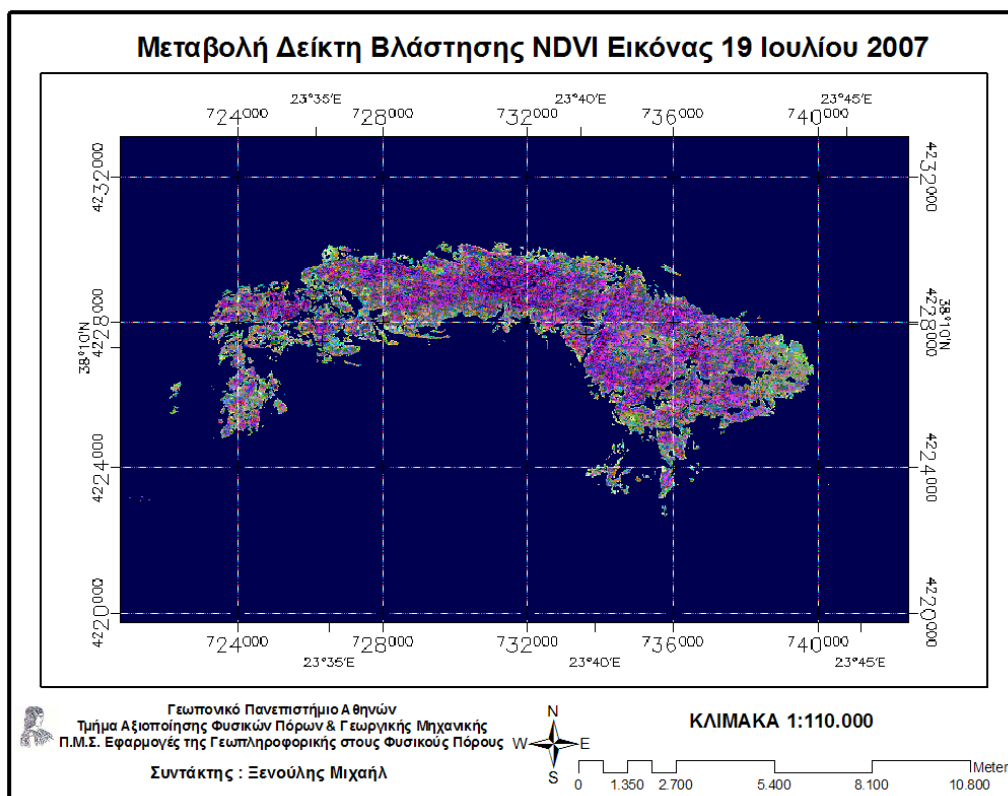 Μεταβολή Δείκτη Βλάστησης NDVI Εικόνας 19 Ιουλίου 2007
23°35'E 23°40'E 23°45'E
724000 728000 732000 736000 740000
4232000 4232000
4228000 4228000
38°10'N 38°10'N
4224000 4224000
4220000 4220000
724000 728000 732000 736000 740000
23°35'E 23°40'E 23°45'E
Γεωπονικό Πανεπιστήμιο Αθηνών
Τμήμα Αξιοποίησης Φυσικών Πόρων & Γεωργικής Μηχανικής
Π.Μ.Σ. Εφαρμογές της Γεωπληροφορικής στους Φυσικούς Πόρους
Συντάκτης : Ξενούλης Μιχαήλ
N
W E
S
ΚΛΙΜΑΚΑ 1:110.000
Meter
0 1.350 2.700 5.400 8.100 10.800